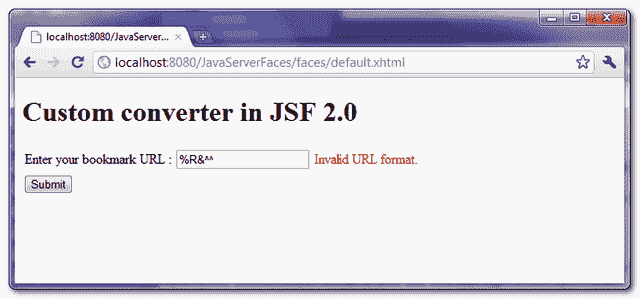 localhost:8080/JavaServer...
localhost:8080/JavaServerFaces/faces/default.xhtml
Custom converter in JSF 2.0
Enter your bookmark URL : %R&^^ Invalid URL format.
Submit